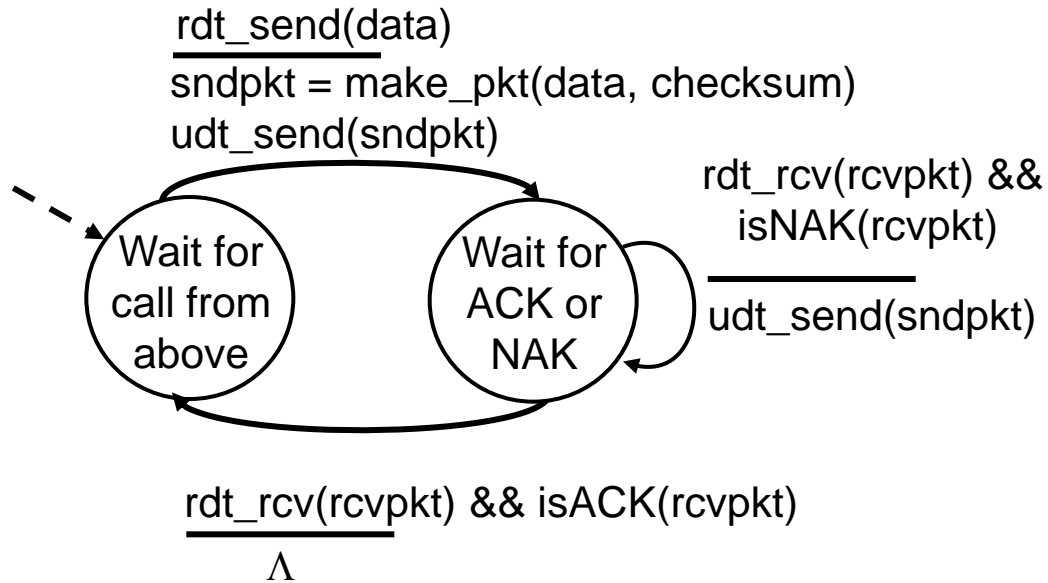 rdt_send(data)
sndpkt = make_pkt(data, checksum)
udt_send(sndpkt)
rdt_rcv(rcvpkt) &&
isNAK(rcvpkt)
udt_send(sndpkt)
Wait for
call from
above
Wait for
ACK or
NAK
rdt_rcv(rcvpkt) && isACK(rcvpkt)
Λ